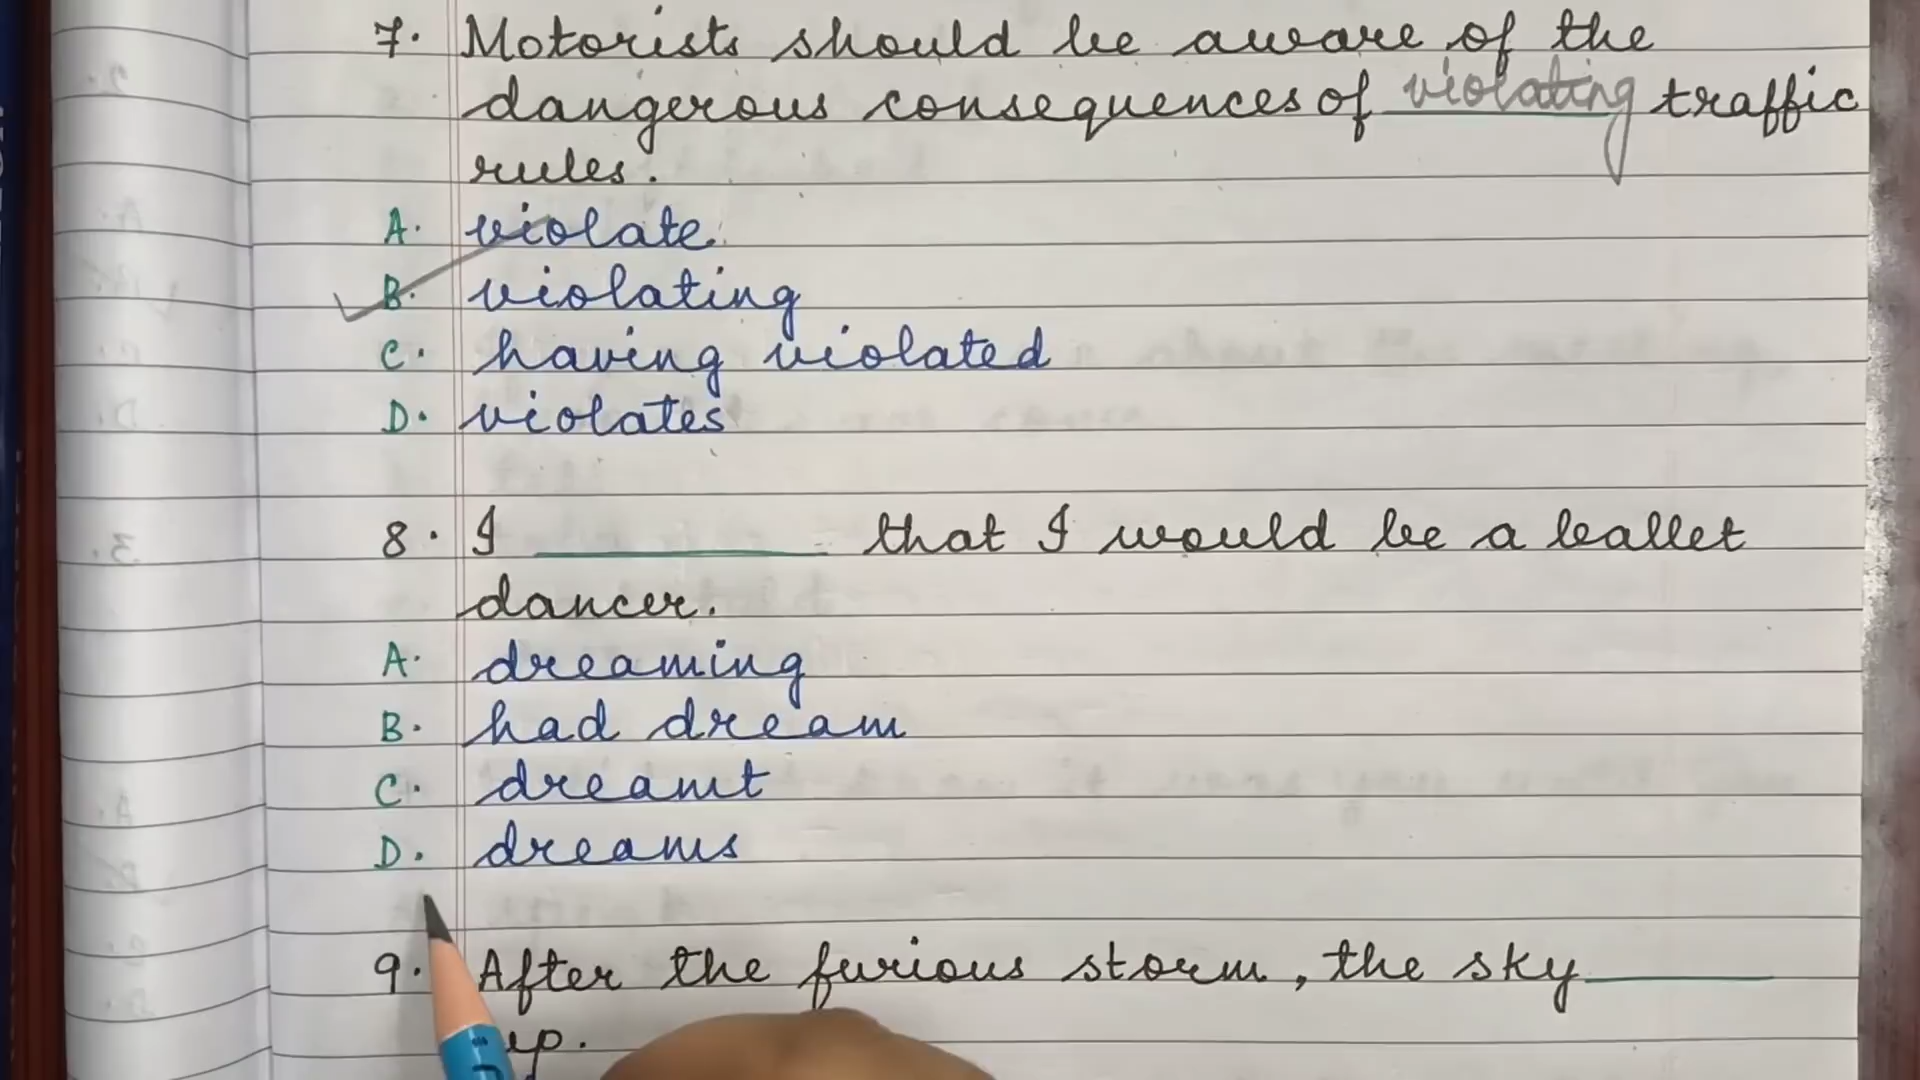 7. Motorists should be aware of the
dangerous consequences of violating traffic
rules.
A. violate
B. violating
C. having violated
D. violates
8. I ________ that I would be a ballet
dancer.
A. dreaming
B. had dream
C. dreamt
D. dreams
9. After the furious storm, the sky ________
up.